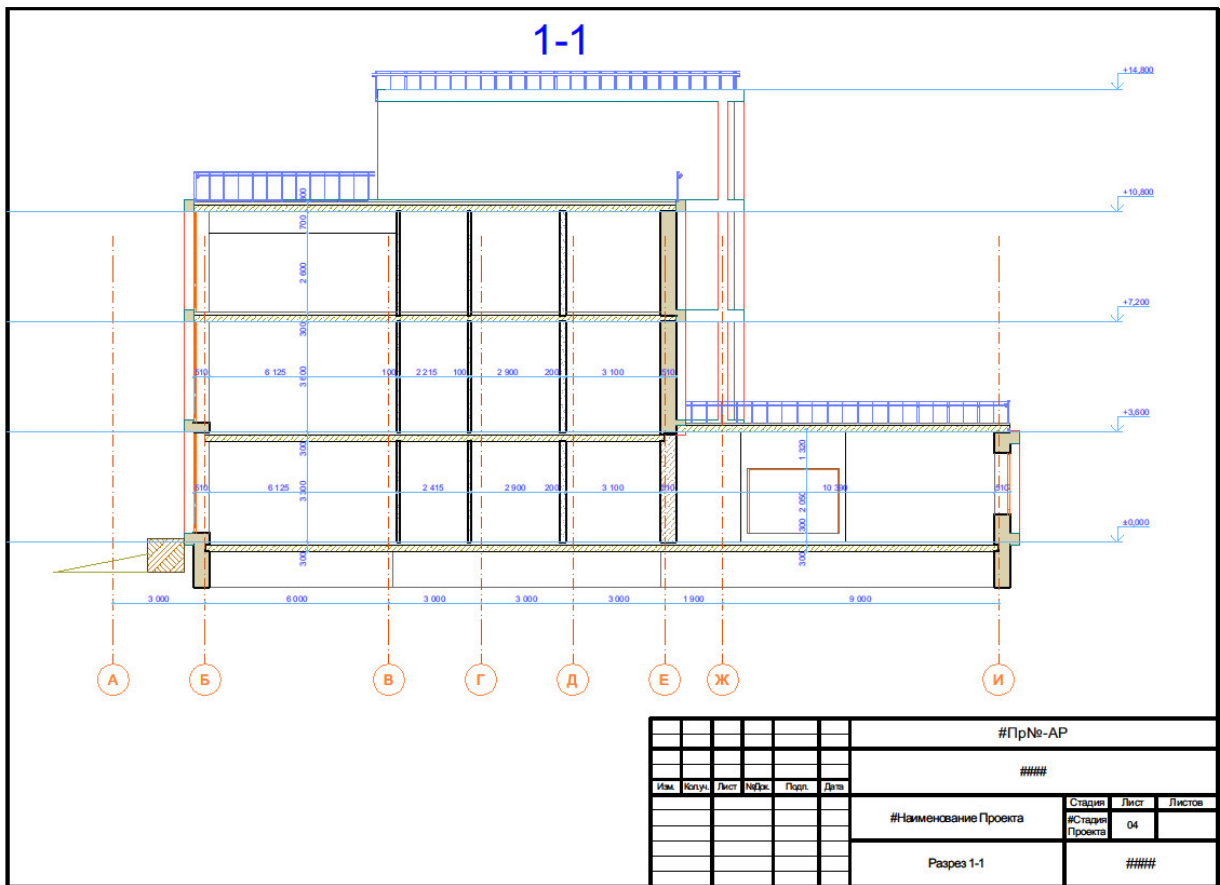 1-1
+14,800
+10,800
700
2 600
+7,200
300
510 6 125 100 2 215 100 2 900 200 3 100 510
3 600
+3,600
300
1 320
510 6 125 2 415 2 900 200 3 100 510 10 390 510
3 300
2 050
300
±0,000
300
300
3 000 6 000 3 000 3 000 3 000 1 900 9 000
А Б В Г Д Е Ж И
#ПрNo-АР
####
Изм. Кол.уч. Лист №Док. Подп. Дата
#Наименование Проекта
Стадия Лист Листов
#Стадия
Проекта
04
Разрез 1-1
####